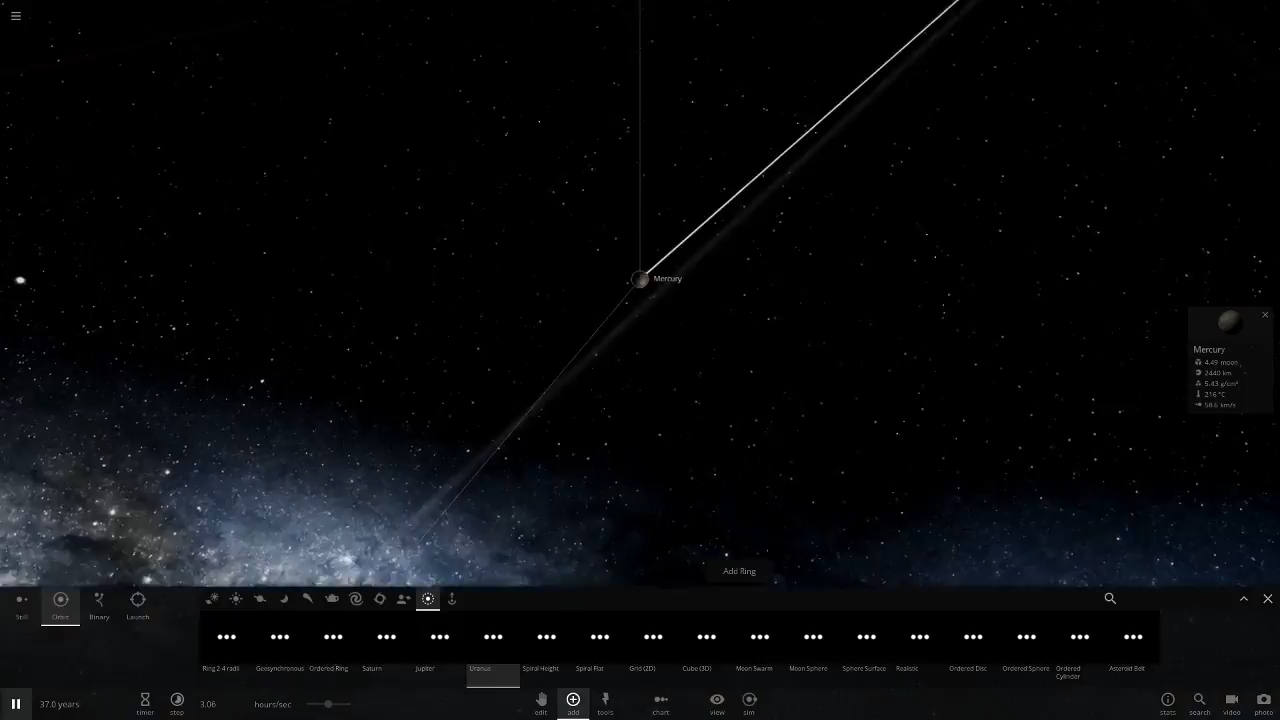 Mercury
Mercury
4.49 moon
2440 km
5.43 g/cm³
216 °C
58.6 km/s
Add Ring
Still
Orbit
Binary
Launch
Ring 2-4 radii
Geosynchronous
Ordered Ring
Saturn
Jupiter
Uranus
Spiral Height
Spiral Flat
Grid (2D)
Cube (3D)
Moon Swarm
Moon Sphere
Sphere Surface
Realistic
Ordered Disc
Ordered Sphere
Ordered
Cylinder
Asteroid Belt
37.0 years
timer
step
3.06
hours/sec
edit
add
tools
chart
view
sim
stats
search
video
photo